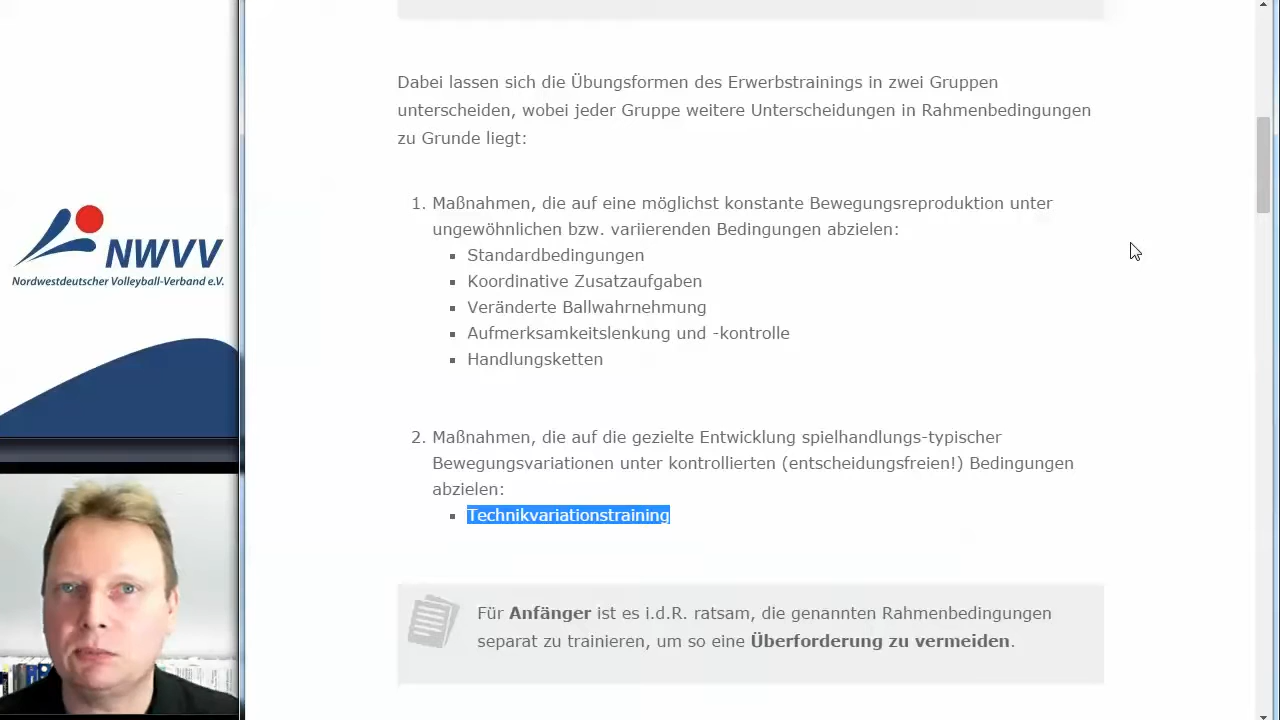 NWVV
Nordwestdeutscher Volleyball-Verband e.V.
Dabei lassen sich die Übungsformen des Erwerbstrainings in zwei Gruppen
unterscheiden, wobei jeder Gruppe weitere Unterscheidungen in Rahmenbedingungen
zu Grunde liegt:
1. Maßnahmen, die auf eine möglichst konstante Bewegungsreproduktion unter
ungewöhnlichen bzw. variierenden Bedingungen abzielen:
▪ Standardbedingungen
▪ Koordinative Zusatzaufgaben
▪ Veränderte Ballwahrnehmung
▪ Aufmerksamkeitslenkung und -kontrolle
▪ Handlungsketten
2. Maßnahmen, die auf die gezielte Entwicklung spielhandlungs-typischer
Bewegungsvariationen unter kontrollierten (entscheidungsfreien!) Bedingungen
abzielen:
▪ Technikvariationstraining
Für Anfänger ist es i.d.R. ratsam, die genannten Rahmenbedingungen
separat zu trainieren, um so eine Überforderung zu vermeiden.